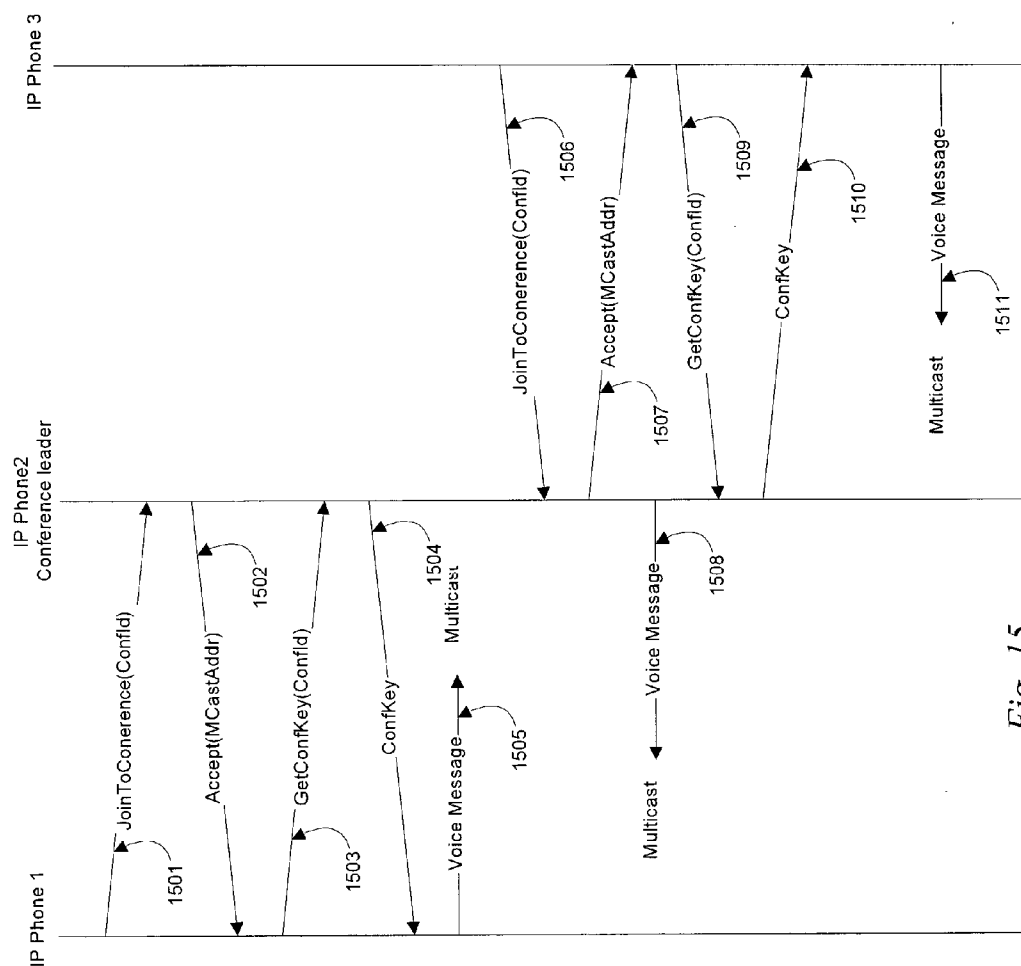 IP Phone 1
IP Phone2
Conference leader
IP Phone 3
JoinToConerence(ConfId)
1501
Accept(MCastAddr)
1502
GetConfKey(ConfId)
1503
ConfKey
1504
Voice Message
Multicast
1505
JoinToConerence(ConfId)
1506
Accept(MCastAddr)
1507
Multicast
Voice Message
1508
GetConfKey(ConfId)
1509
ConfKey
1510
Multicast
Voice Message
1511
Fig. 15